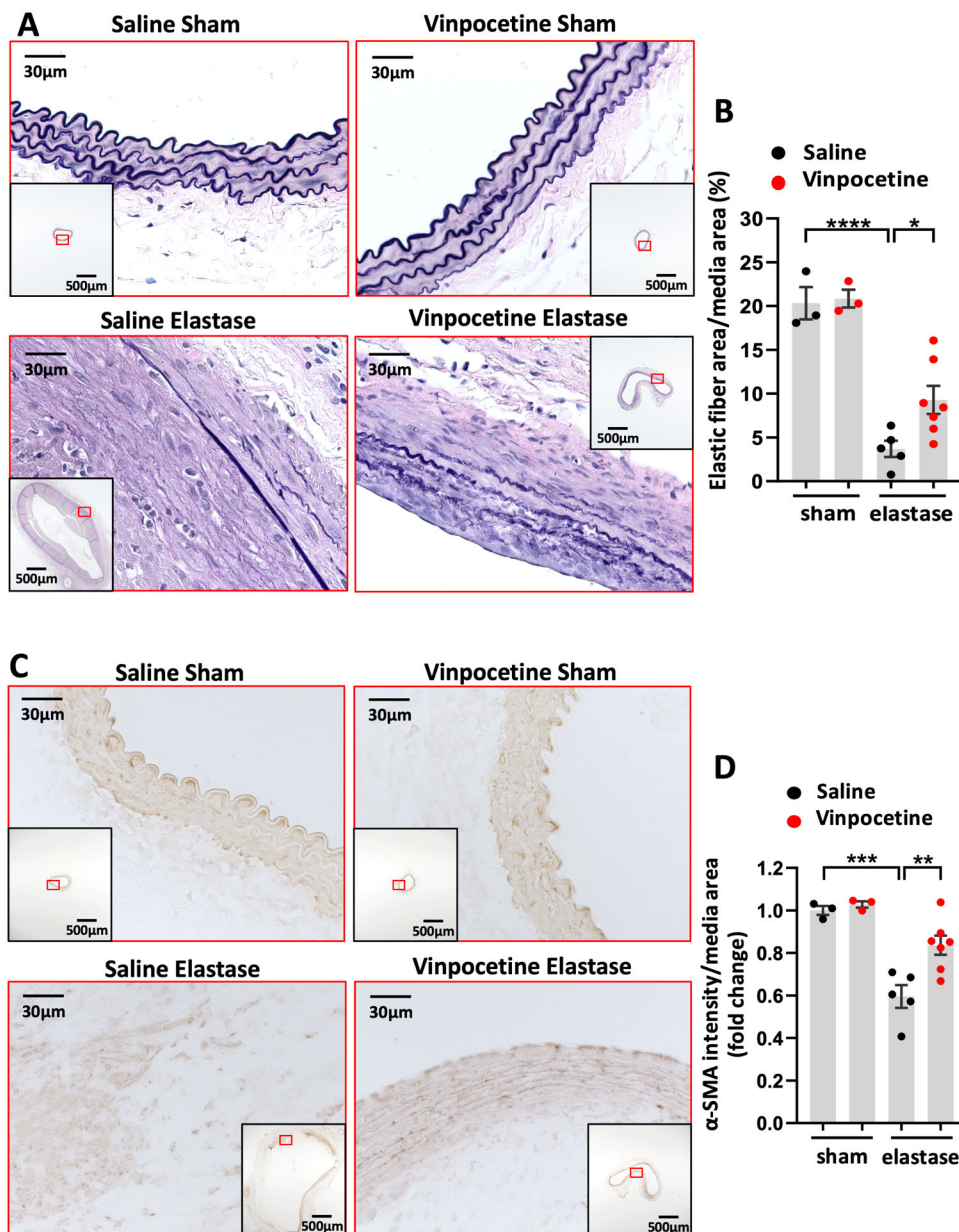 A
Saline Sham
Vinpocetine Sham
30μm
30μm
500μm
500μm
Saline Elastase
Vinpocetine Elastase
30μm
30μm
500μm
500μm
B
Saline
Vinpocetine
Elastic fiber area/media area (%)
30
25
20
15
10
5
0
****
*
sham
elastase
C
Saline Sham
Vinpocetine Sham
30μm
30μm
500μm
500μm
Saline Elastase
Vinpocetine Elastase
30μm
30μm
500μm
500μm
D
Saline
Vinpocetine
α-SMA intensity/media area
(fold change)
1.2
1.0
0.8
0.6
0.4
0.2
0.0
***
**
sham
elastase